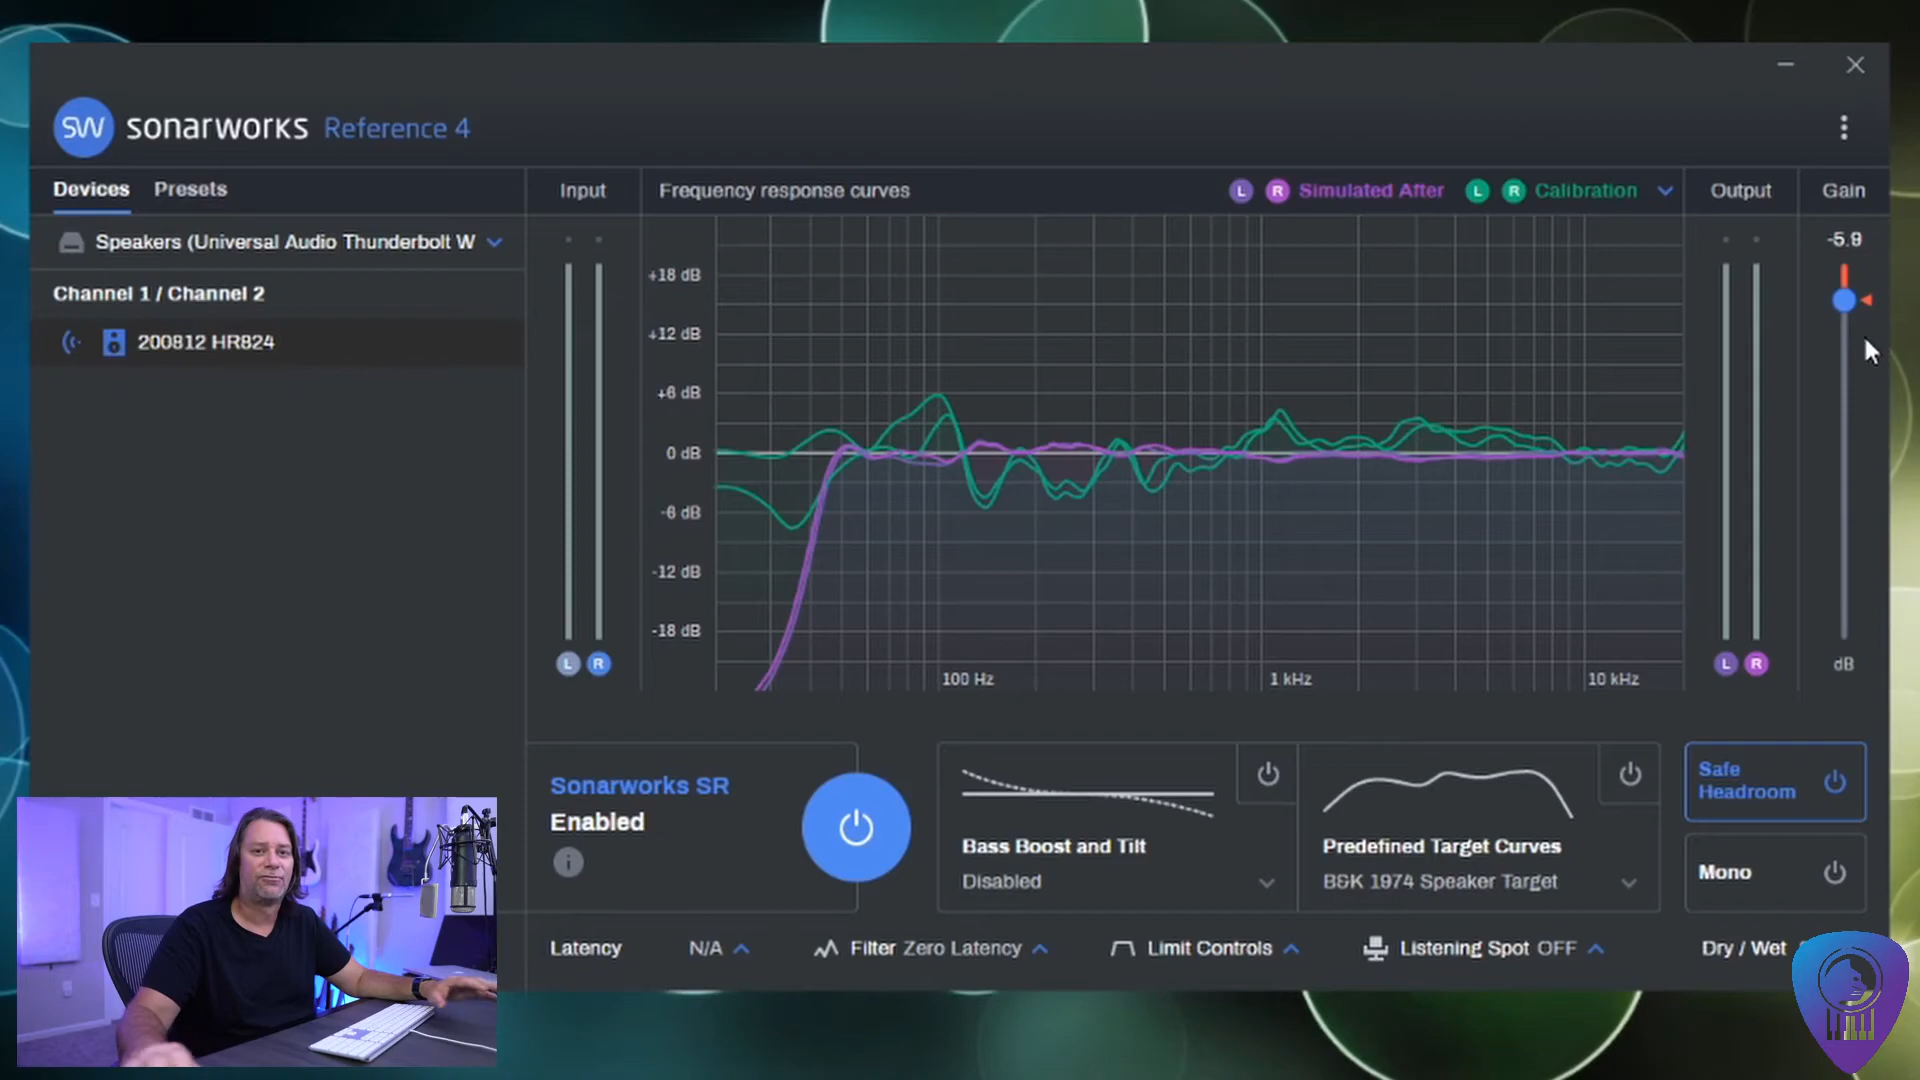 SW sonarworks Reference 4
Devices Presets
Input
Frequency response curves
L R Simulated After L R Calibration
Output
Gain
Speakers (Universal Audio Thunderbolt W
-5.9
Channel 1 / Channel 2
200812 HR824
+18 dB
+12 dB
+6 dB
0 dB
-6 dB
-12 dB
-18 dB
100 Hz 1 kHz 10 kHz
L R
L R
dB
Sonarworks SR
Enabled
i
Bass Boost and Tilt
Disabled
Predefined Target Curves
B&K 1974 Speaker Target
Safe
Headroom
Mono
Latency N/A
Filter Zero Latency
Limit Controls
Listening Spot OFF
Dry / Wet